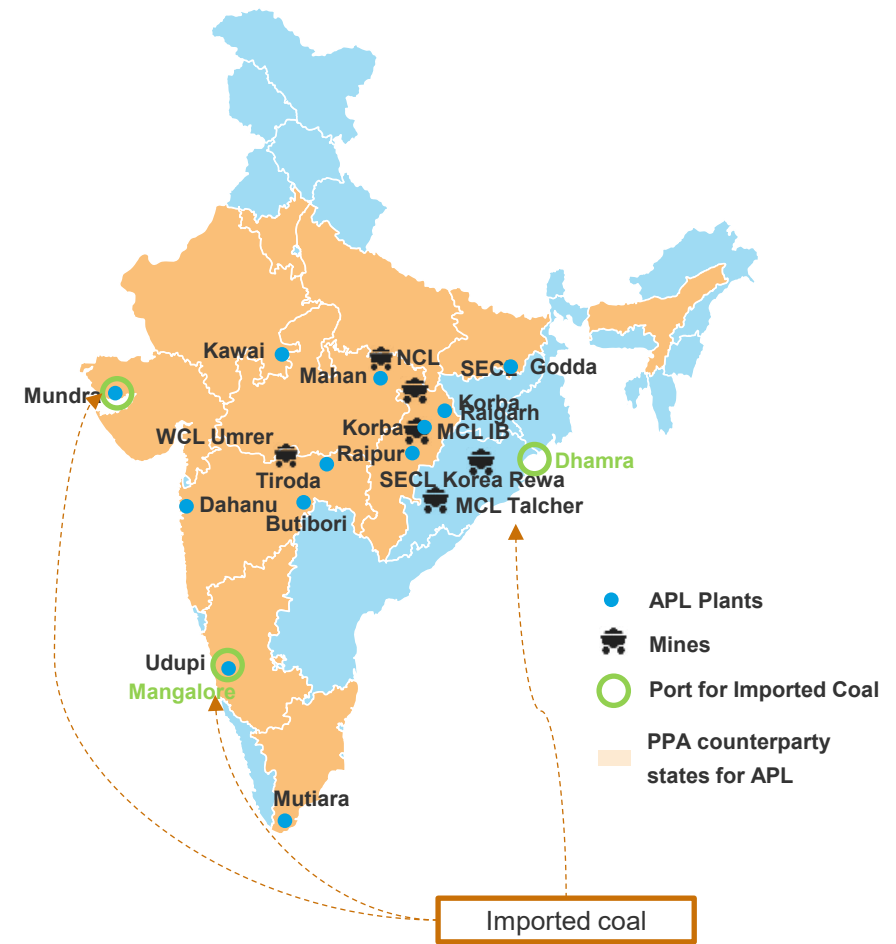 Kawai
NCL
Mahan
SECL
Godda
Mundra
Korba
Raigarh
WCL Umrer
Korba
MCL IB
Raipur
Dhamra
Tiroda
SECL Korea Rewa
Dahanu
MCL Talcher
Butibori
APL Plants
Mines
Udupi
Mangalore
Port for Imported Coal
PPA counterparty
states for APL
Mutiara
Imported coal